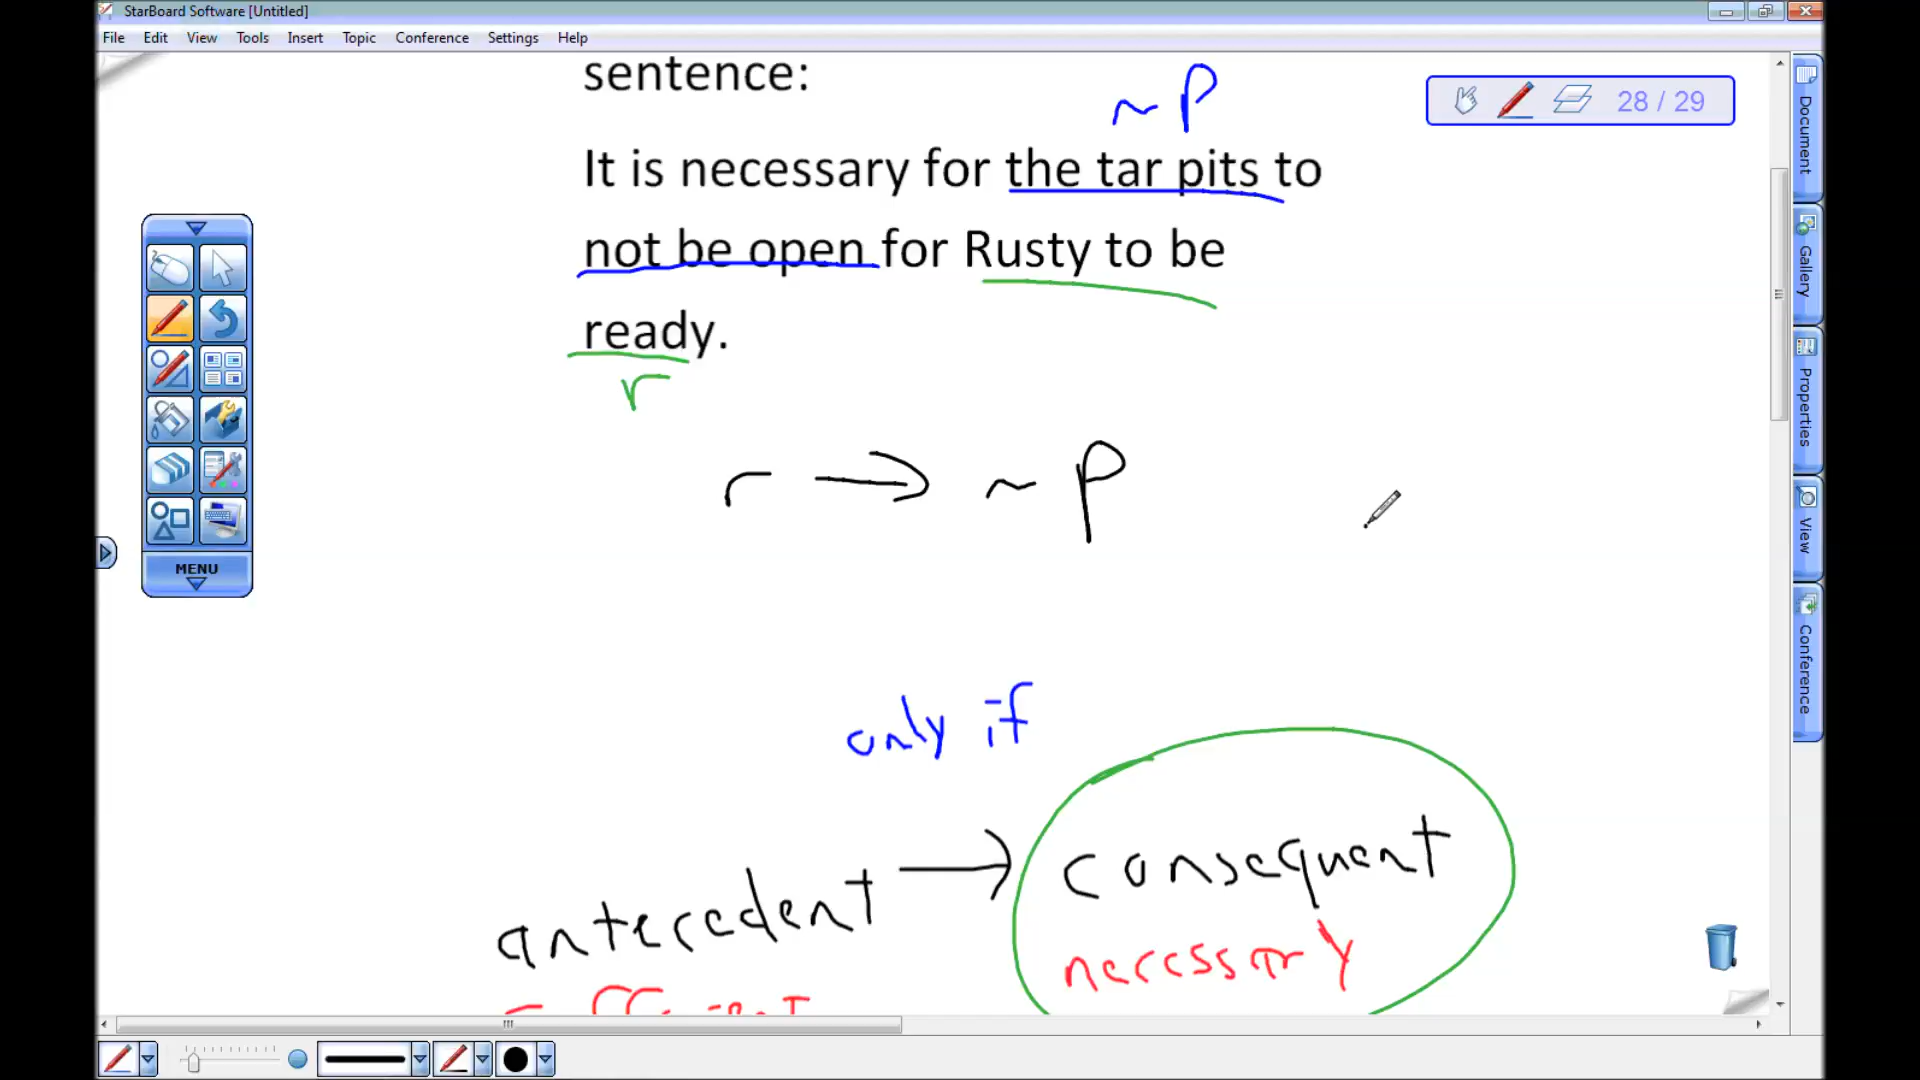 StarBoard Software [Untitled]
File Edit View Tools Insert Topic Conference Settings Help
sentence:
~ P
28 / 29
It is necessary for the tar pits to
not be open for Rusty to be
ready.
r
r → ~ P
MENU
only if
antecedent → consequent
necessary
Document
Gallery
Properties
View
Conference